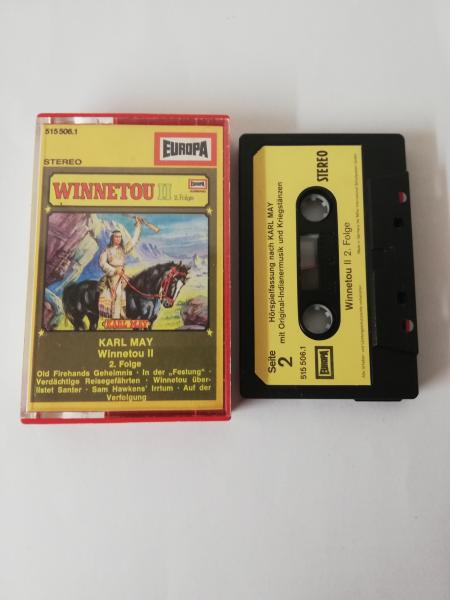 515 506.1
STEREO
EUROPA
WINNETOU II
2. Folge
EUROPA
KARL MAY
KARL MAY
Winnetou II
2. Folge
Old Firehands Geheimnis · In der „Festung“ ·
Verdächtige Reisegefährten · Winnetou über-
listet Santer · Sam Hawkens' Irrtum · Auf der
Verfolgung
STEREO
Hörspielfassung nach KARL MAY
mit Original-Indianermusik und Kriegstänzen
Seite
2
515 506.1
EUROPA
Winnetou II 2. Folge